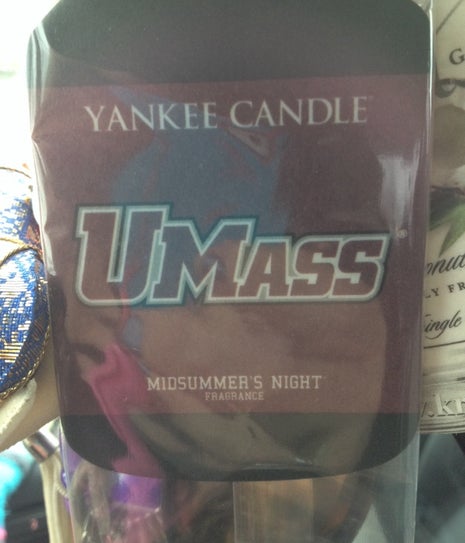 YANKEE CANDLE
UMASS®
MIDSUMMER'S NIGHT
FRAGRANCE